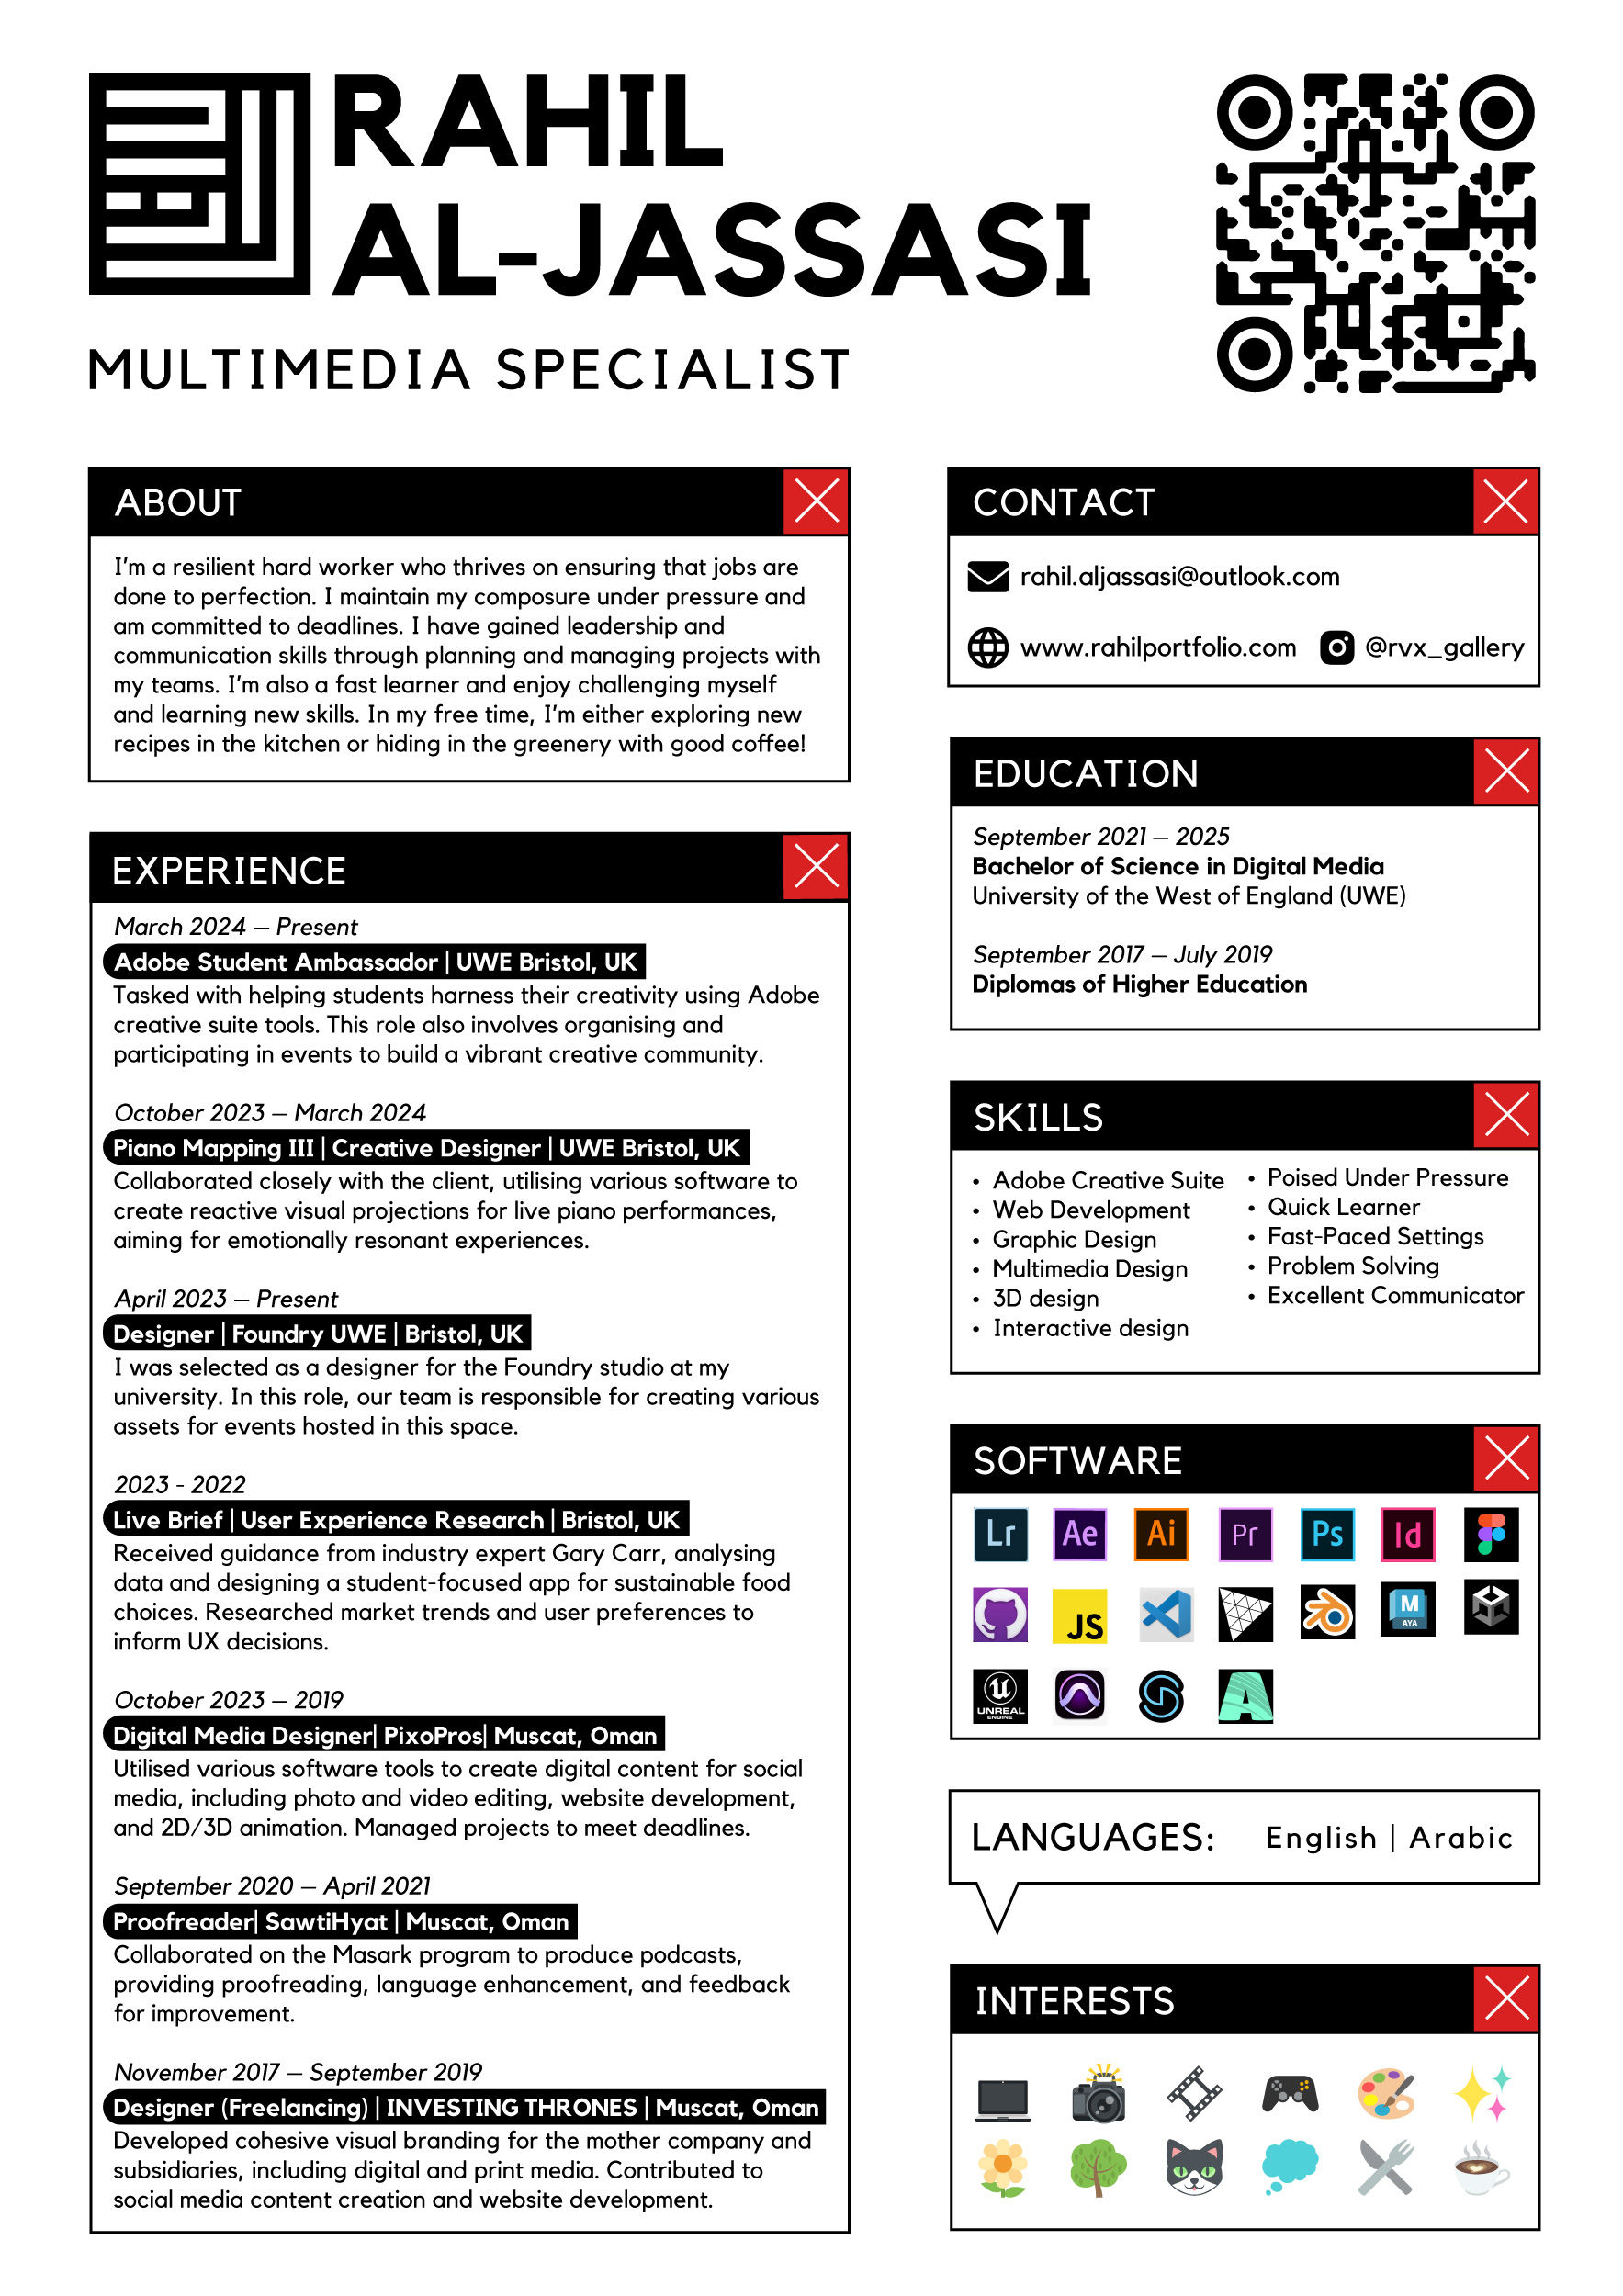 RAHIL
AL-JASSASI
MULTIMEDIA SPECIALIST
ABOUT
I'm a resilient hard worker who thrives on ensuring that jobs are
done to perfection. I maintain my composure under pressure and
am committed to deadlines. I have gained leadership and
communication skills through planning and managing projects with
my teams. I'm also a fast learner and enjoy challenging myself
and learning new skills. In my free time, I'm either exploring new
recipes in the kitchen or hiding in the greenery with good coffee!
EXPERIENCE
March 2024 – Present
Adobe Student Ambassador | UWE Bristol, UK
Tasked with helping students harness their creativity using Adobe
creative suite tools. This role also involves organising and
participating in events to build a vibrant creative community.
October 2023 – March 2024
Piano Mapping III | Creative Designer | UWE Bristol, UK
Collaborated closely with the client, utilising various software to
create reactive visual projections for live piano performances,
aiming for emotionally resonant experiences.
April 2023 – Present
Designer | Foundry UWE | Bristol, UK
I was selected as a designer for the Foundry studio at my
university. In this role, our team is responsible for creating various
assets for events hosted in this space.
2023 - 2022
Live Brief | User Experience Research | Bristol, UK
Received guidance from industry expert Gary Carr, analysing
data and designing a student-focused app for sustainable food
choices. Researched market trends and user preferences to
inform UX decisions.
October 2023 – 2019
Digital Media Designer| PixoPros| Muscat, Oman
Utilised various software tools to create digital content for social
media, including photo and video editing, website development,
and 2D/3D animation. Managed projects to meet deadlines.
September 2020 – April 2021
Proofreader| SawtiHyat | Muscat, Oman
Collaborated on the Masark program to produce podcasts,
providing proofreading, language enhancement, and feedback
for improvement.
November 2017 – September 2019
Designer (Freelancing) | INVESTING THRONES | Muscat, Oman
Developed cohesive visual branding for the mother company and
subsidiaries, including digital and print media. Contributed to
social media content creation and website development.
CONTACT
rahil.aljassasi@outlook.com
www.rahilportfolio.com @rvx_gallery
EDUCATION
September 2021 – 2025
Bachelor of Science in Digital Media
University of the West of England (UWE)
September 2017 – July 2019
Diplomas of Higher Education
SKILLS
• Adobe Creative Suite
• Web Development
• Graphic Design
• Multimedia Design
• 3D design
• Interactive design
• Poised Under Pressure
• Quick Learner
• Fast-Paced Settings
• Problem Solving
• Excellent Communicator
SOFTWARE
Lr Ae Ai Pr Ps Id
JS M AYA
UNREAL ENGINE
LANGUAGES: English | Arabic
INTERESTS